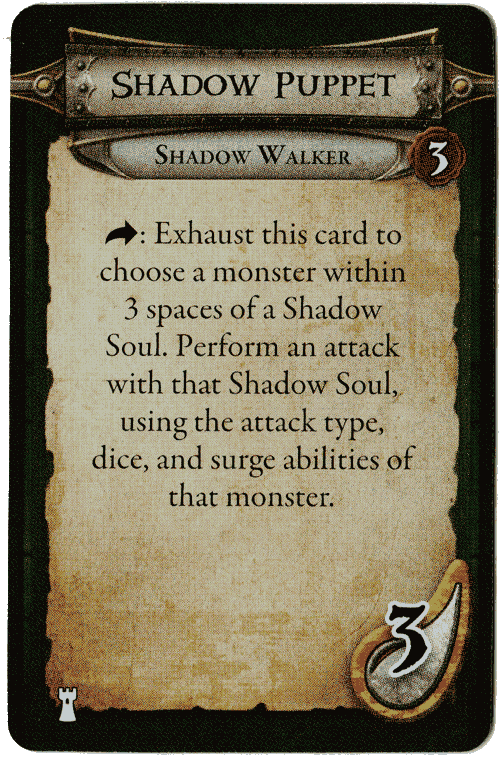 SHADOW PUPPET
SHADOW WALKER
3
: Exhaust this card to
choose a monster within
3 spaces of a Shadow
Soul. Perform an attack
with that Shadow Soul,
using the attack type,
dice, and surge abilities of
that monster.
3